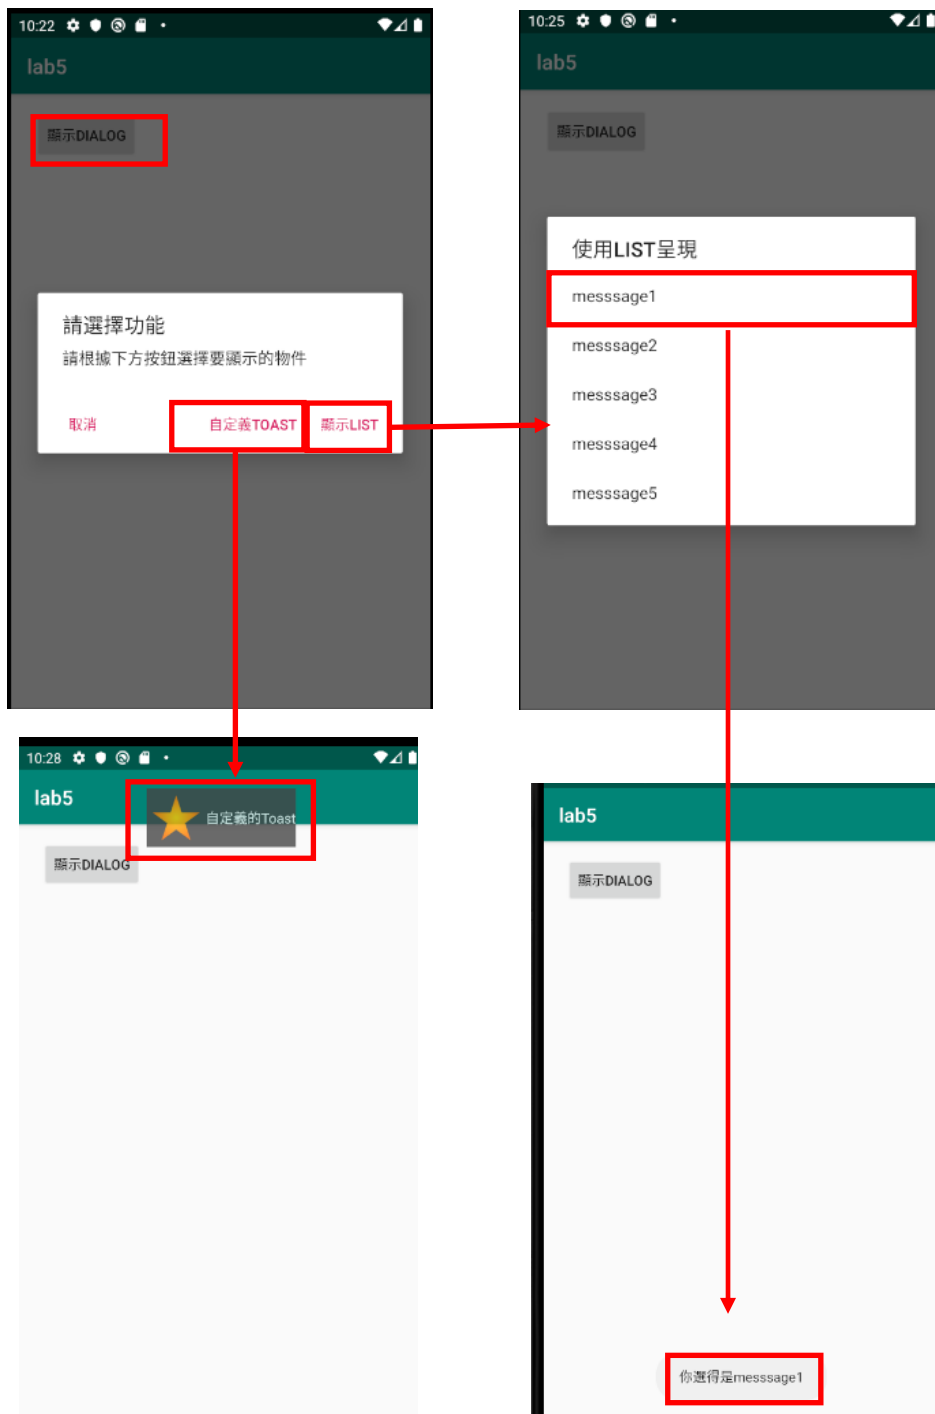 10:22
lab5
顯示DIALOG
請選擇功能
請根據下方按鈕選擇要顯示的物件
取消 自定義TOAST 顯示LIST
10:25
lab5
顯示DIALOG
使用LIST呈現
messsage1
messsage2
messsage3
messsage4
messsage5
10:28
lab5
自定義的Toast
顯示DIALOG
lab5
顯示DIALOG
你選得是messsage1